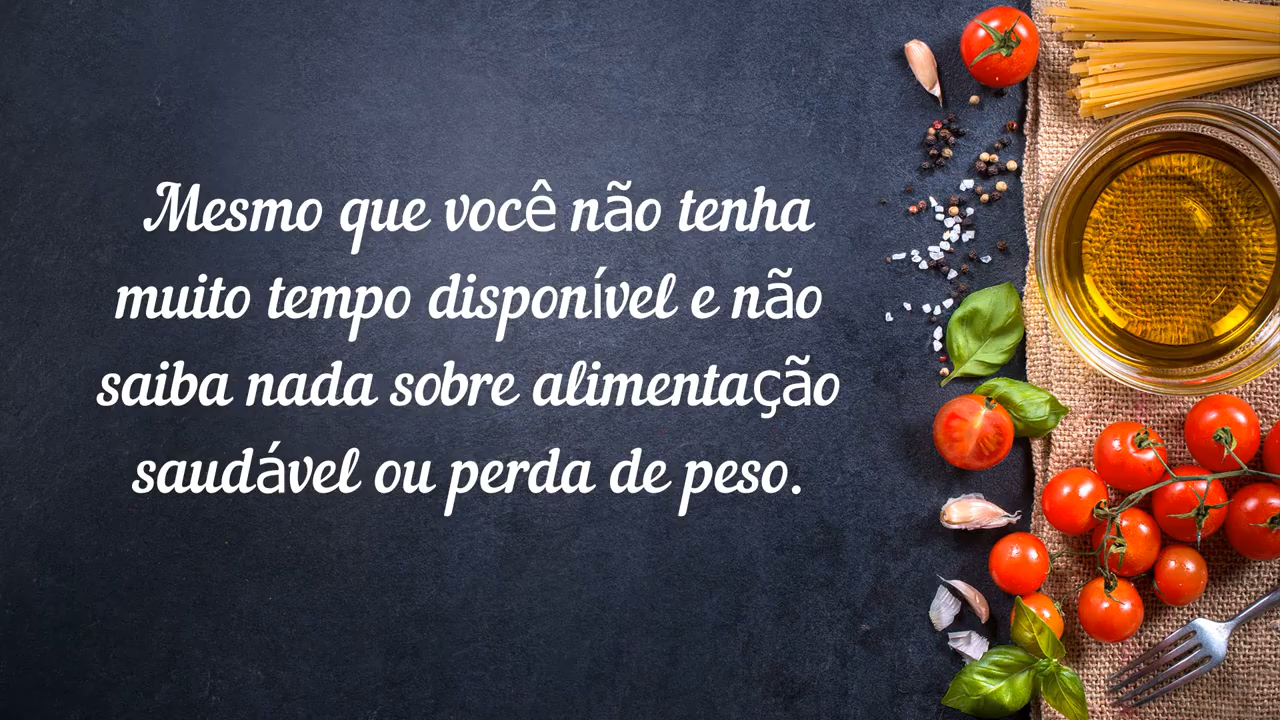 Mesmo que você não tenha
muito tempo disponível e não
saiba nada sobre alimentação
saudável ou perda de peso.